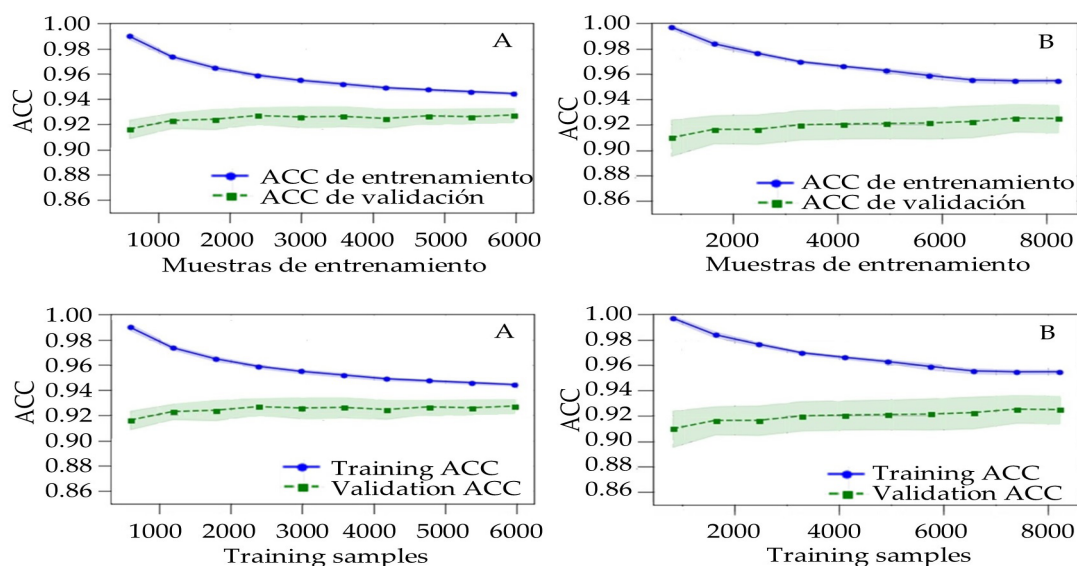 1.00
0.98
0.96
0.94
0.92
0.90
0.88
0.86
ACC
A
ACC de entrenamiento
ACC de validación
1000 2000 3000 4000 5000 6000
Muestras de entrenamiento
1.00
0.98
0.96
0.94
0.92
0.90
0.88
0.86
ACC
B
ACC de entrenamiento
ACC de validación
2000 4000 6000 8000
Muestras de entrenamiento
1.00
0.98
0.96
0.94
0.92
0.90
0.88
0.86
ACC
A
Training ACC
Validation ACC
1000 2000 3000 4000 5000 6000
Training samples
1.00
0.98
0.96
0.94
0.92
0.90
0.88
0.86
ACC
B
Training ACC
Validation ACC
2000 4000 6000 8000
Training samples